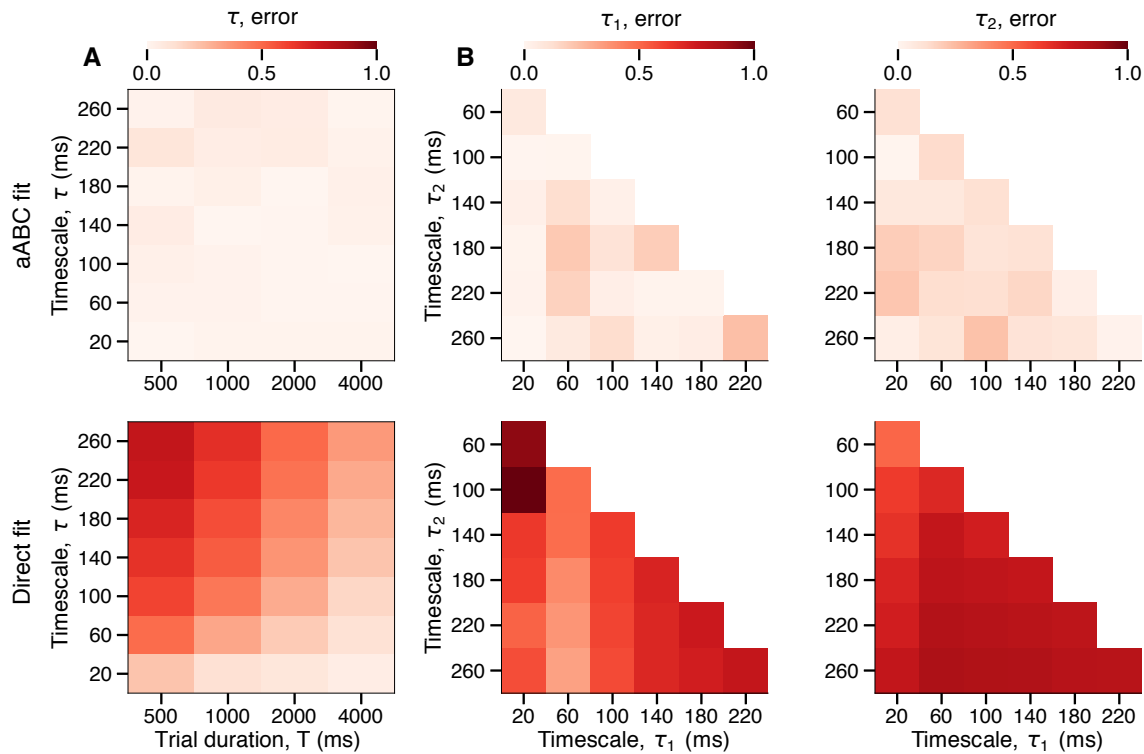 A
τ, error
0.0 0.5 1.0
B
τ1, error
0.0 0.5 1.0
τ2, error
0.0 0.5 1.0
aABC fit
Timescale, τ (ms)
260
220
180
140
100
60
20
500 1000 2000 4000
Timescale, τ2 (ms)
60
100
140
180
220
260
20 60 100 140 180 220
60
100
140
180
220
260
20 60 100 140 180 220
Direct fit
Timescale, τ (ms)
260
220
180
140
100
60
20
500 1000 2000 4000
Trial duration, T (ms)
Timescale, τ2 (ms)
60
100
140
180
220
260
20 60 100 140 180 220
Timescale, τ1 (ms)
60
100
140
180
220
260
20 60 100 140 180 220
Timescale, τ1 (ms)